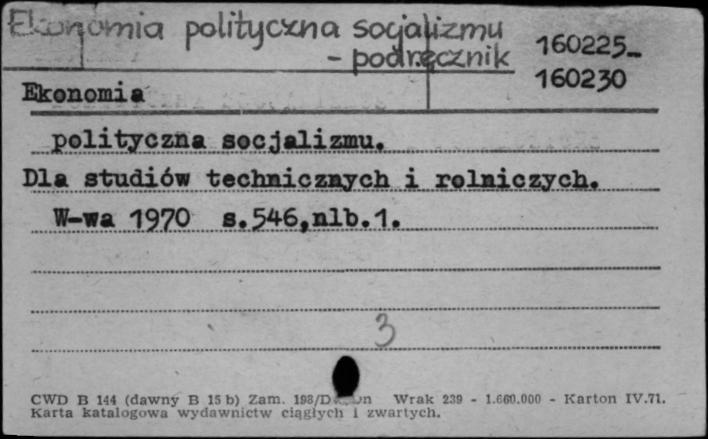 Ekonomia polityczna socjalizmu
- podręcznik
160225-
160230
Ekonomia
polityczna socjalizmu.
Dla studiów technicznych i rolniczych.
W-wa 1970 s.546,nlb.1.
3
CWD B 144 (dawny B 15 b) Zam. 198/D Wrak 239 - 1.660.000 - Karton IV.71.
Karta katalogowa wydawnictw ciągłych i zwartych.